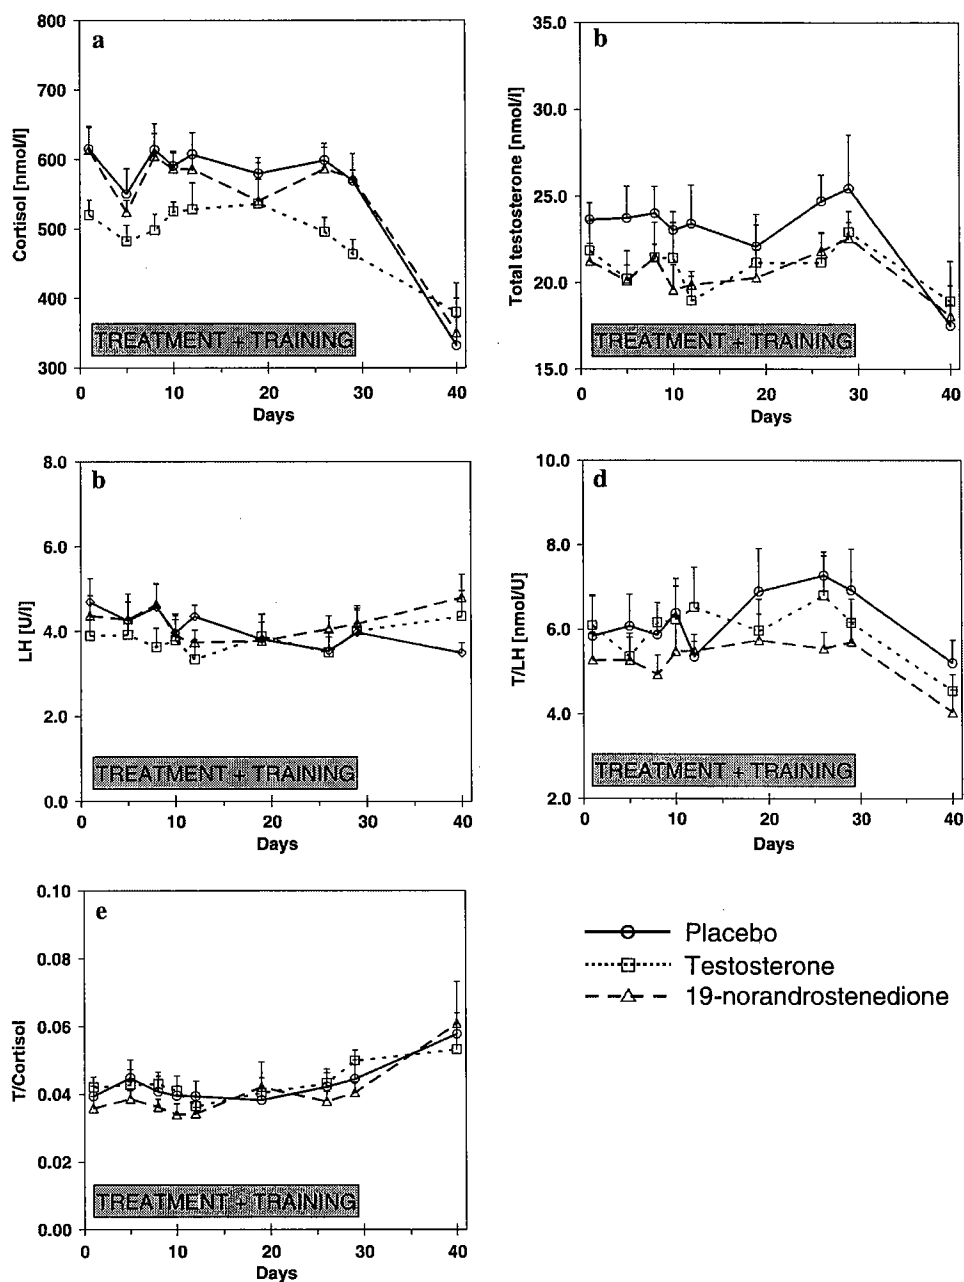 a
800
700
600
500
400
300
Cortisol [nmol/l]
TREATMENT + TRAINING
0 10 20 30 40
Days
b
35.0
30.0
25.0
20.0
15.0
Total testosterone [nmol/l]
TREATMENT + TRAINING
0 10 20 30 40
Days
b
8.0
6.0
4.0
2.0
0.0
LH [U/l]
TREATMENT + TRAINING
0 10 20 30 40
Days
d
10.0
8.0
6.0
4.0
2.0
T/LH [nmol/U]
TREATMENT + TRAINING
0 10 20 30 40
Days
e
0.10
0.08
0.06
0.04
0.02
0.00
T/Cortisol
TREATMENT + TRAINING
0 10 20 30 40
Days
Placebo
Testosterone
19-norandrostenedione